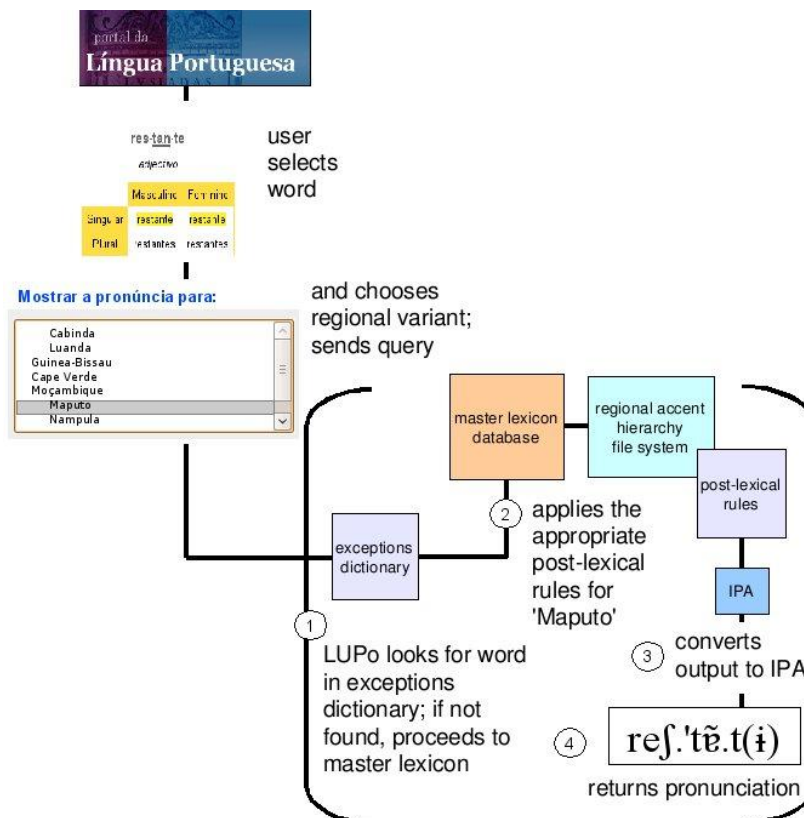 portal da
Língua Portuguesa
LVSIADAS
res·tan·te
adjectivo
Masculino Feminino
Singular restante restante
Plural restantes restantes
user
selects
word
Mostrar a pronúncia para:
Cabinda
Luanda
Guinea-Bissau
Cape Verde
Moçambique
Maputo
Nampula
and chooses
regional variant;
sends query
master lexicon
database
regional accent
hierarchy
file system
post-lexical
rules
exceptions
dictionary
2
applies the
appropriate
post-lexical
rules for
'Maputo'
IPA
1
LUPo looks for word
in exceptions
dictionary; if not
found, proceeds to
master lexicon
3
converts
output to IPA
4
reʃ.'tɐ̃.t(ɨ)
returns pronunciation